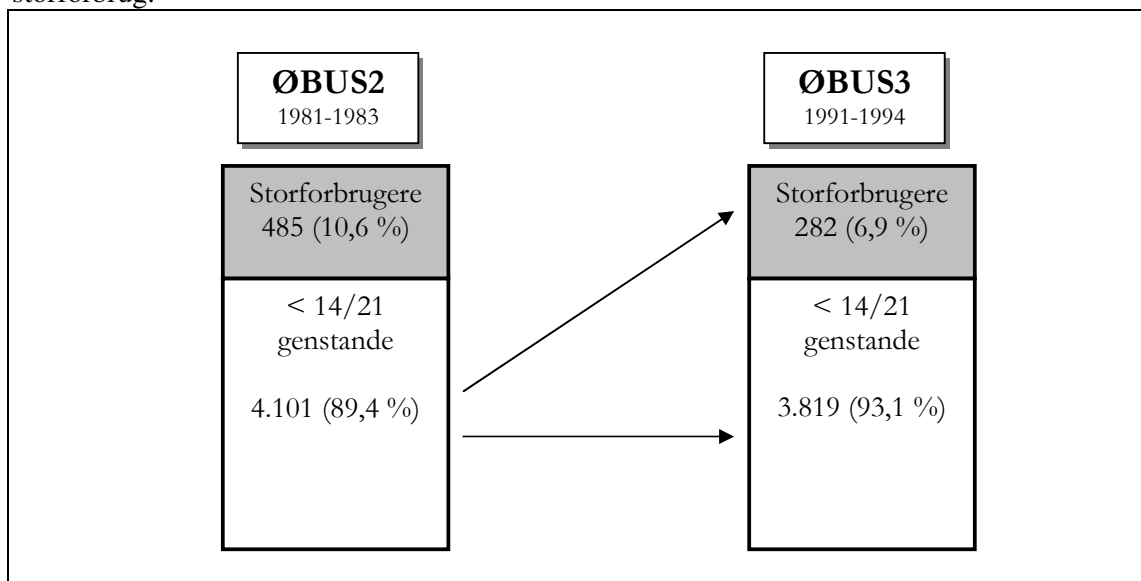 storforbrug.
ØBUS2
1981-1983
ØBUS3
1991-1994
Storforbrugere
485 (10,6 %)
< 14/21
genstande
4.101 (89,4 %)
Storforbrugere
282 (6,9 %)
< 14/21
genstande
3.819 (93,1 %)